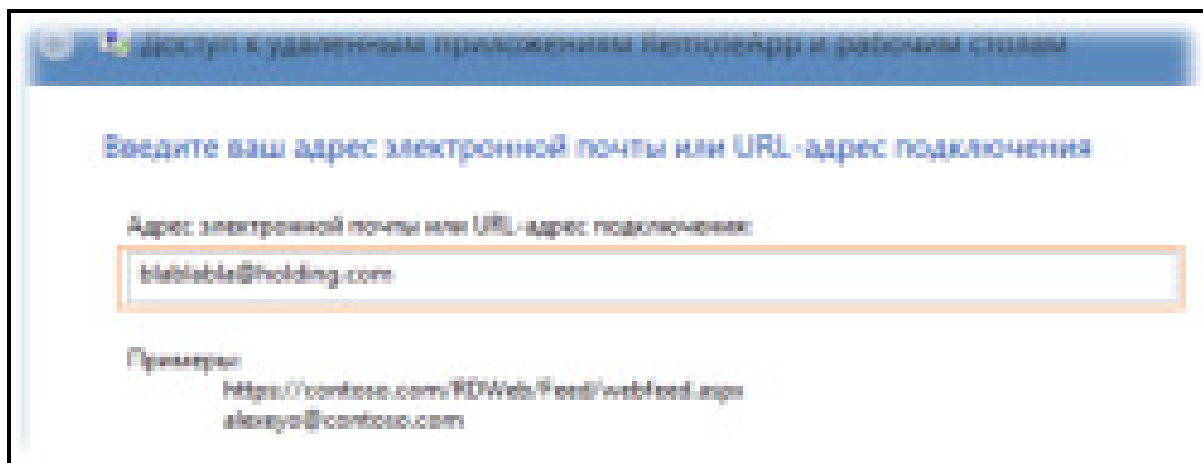 Доступ к удаленным приложениям RemoteApp и рабочим столам
Введите ваш адрес электронной почты или URL-адрес подключения
Адрес электронной почты или URL-адрес подключения:
blablabla@holding.com
Примеры:
https://contoso.com/RDWeb/Feed/webfeed.aspx
alexeyo@contoso.com